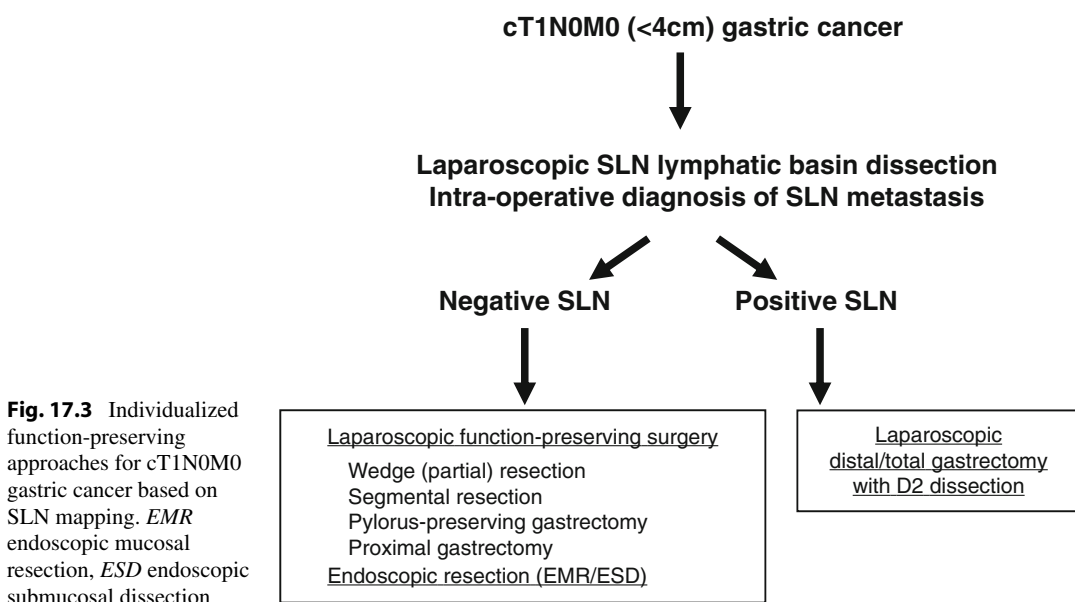 cT1N0M0 (<4cm) gastric cancer
Laparoscopic SLN lymphatic basin dissection
Intra-operative diagnosis of SLN metastasis
Negative SLN
Positive SLN
Laparoscopic function-preserving surgery
Wedge (partial) resection
Segmental resection
Pylorus-preserving gastrectomy
Proximal gastrectomy
Endoscopic resection (EMR/ESD)
Laparoscopic
distal/total gastrectomy
with D2 dissection
Fig. 17.3 Individualized
function-preserving
approaches for cT1N0M0
gastric cancer based on
SLN mapping. EMR
endoscopic mucosal
resection, ESD endoscopic
submucosal dissection